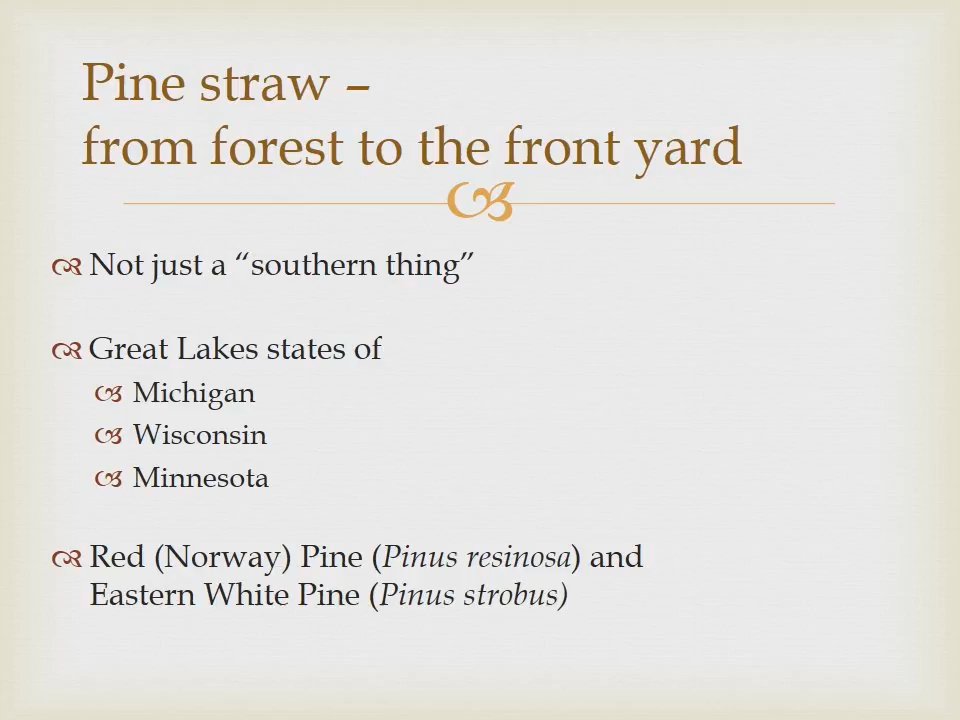 Pine straw –
from forest to the front yard
Not just a “southern thing”
Great Lakes states of
Michigan
Wisconsin
Minnesota
Red (Norway) Pine (Pinus resinosa) and
Eastern White Pine (Pinus strobus)